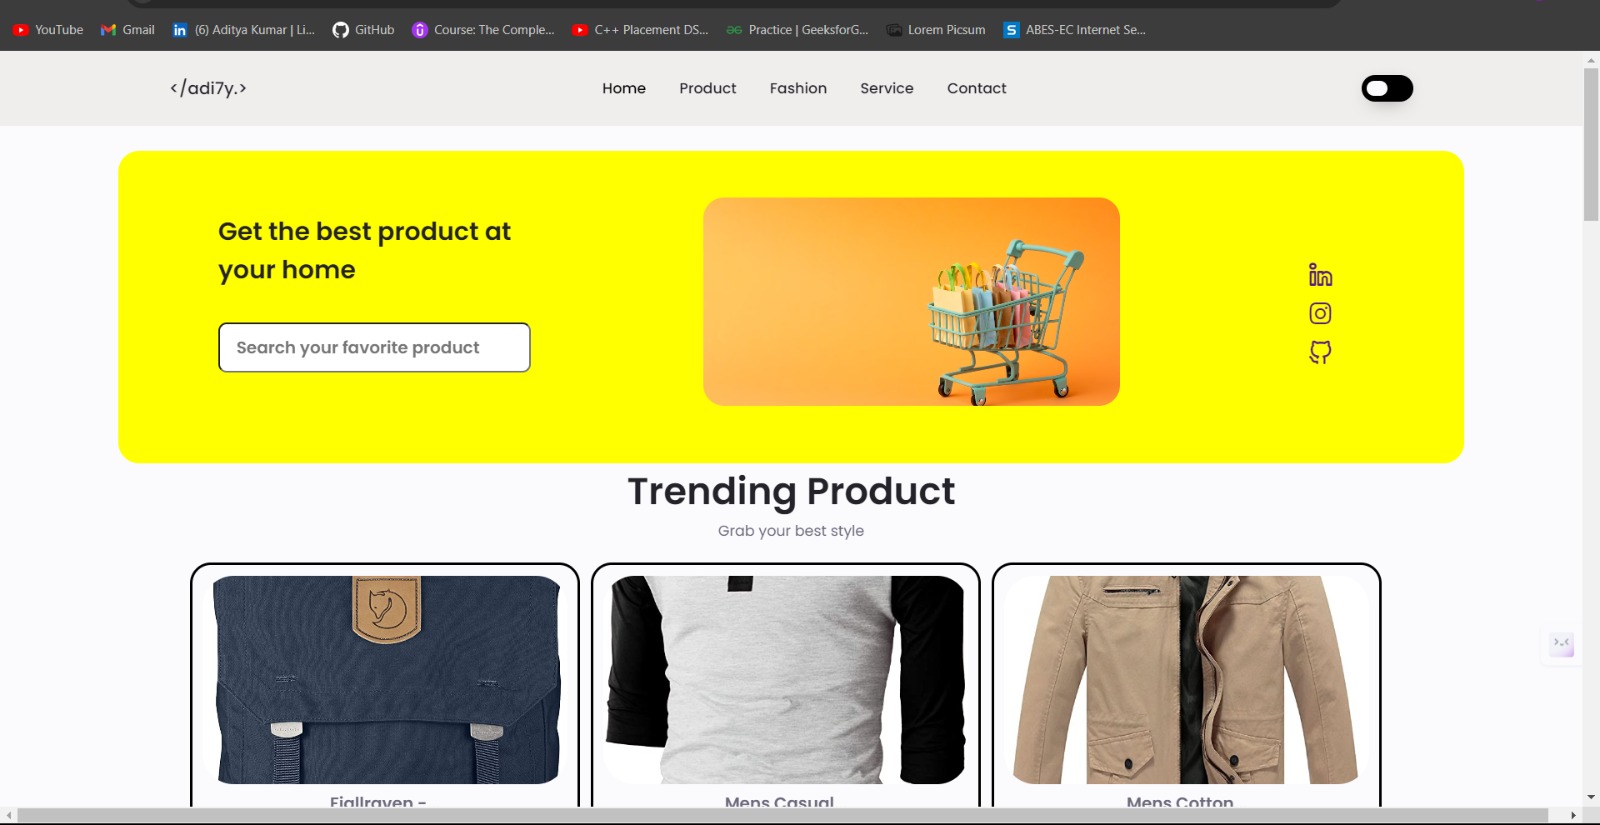 YouTube
Gmail
(6) Aditya Kumar | Li...
GitHub
Course: The Comple...
C++ Placement DS...
Practice | GeeksforG...
Lorem Picsum
ABES-EC Internet Se...
</adi7y.>
Home
Product
Fashion
Service
Contact
Get the best product at
your home
Search your favorite product
Trending Product
Grab your best style
Fjallraven -
Mens Casual
Mens Cotton